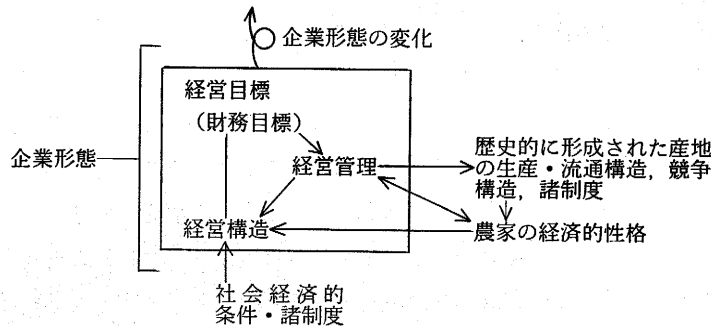 企業形態の変化
経営目標
（財務目標）
企業形態
経営管理
歴史的に形成された産地
の生産・流通構造，競争
構造，諸制度
経営構造
農家の経済的性格
社会経済的
条件・諸制度